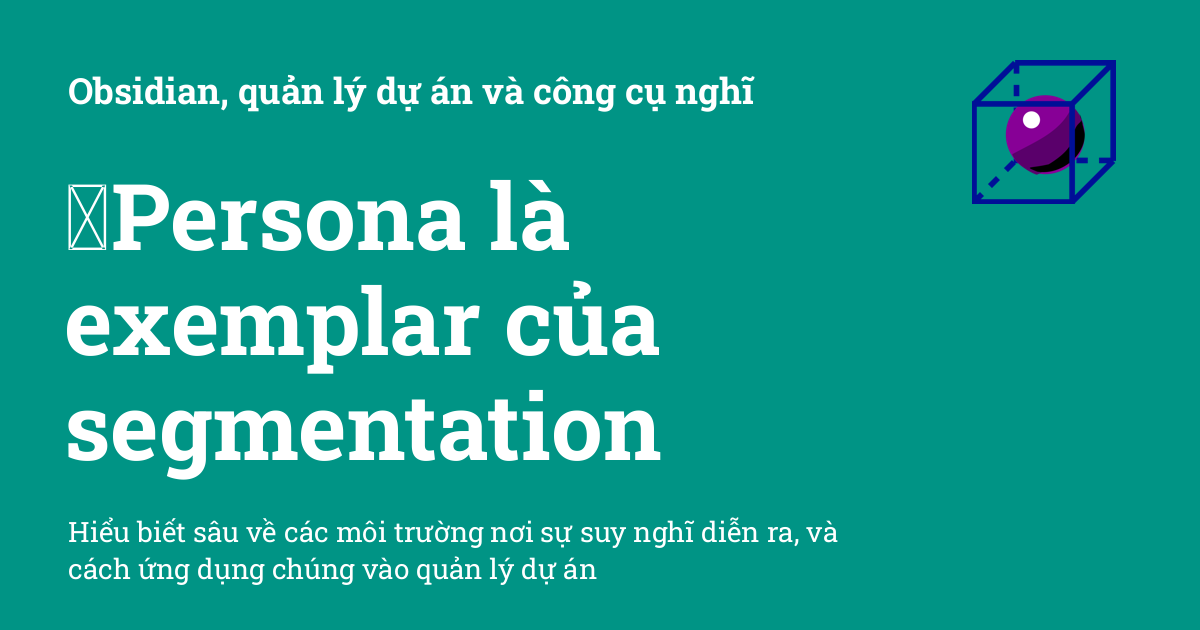 Obsidian, quản lý dự án và công cụ nghĩ
Persona là
exemplar của
segmentation
Hiểu biết sâu về các môi trường nơi sự suy nghĩ diễn ra, và
cách ứng dụng chúng vào quản lý dự án